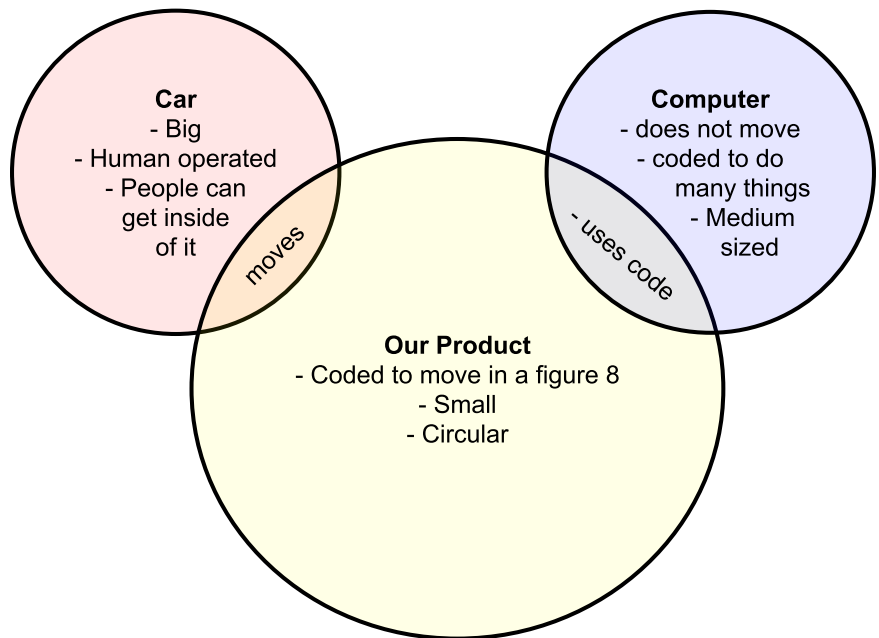 Car
- Big
- Human operated
- People can
get inside
of it
moves
Computer
- does not move
- coded to do
many things
- Medium
sized
- uses code
Our Product
- Coded to move in a figure 8
- Small
- Circular